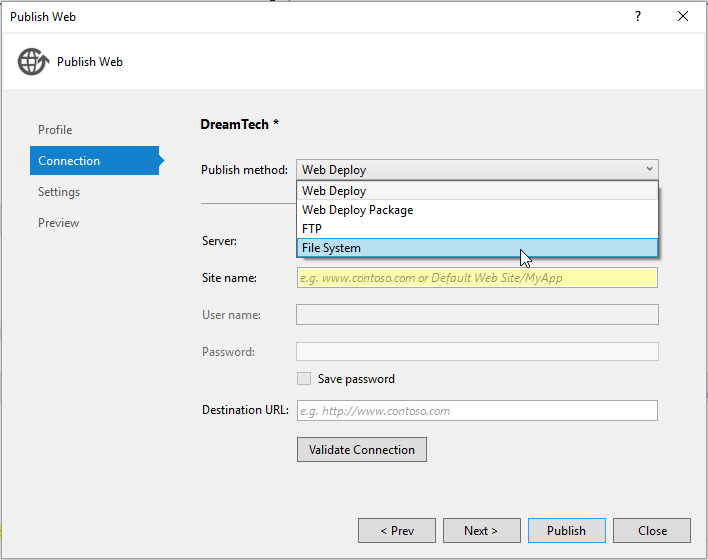 Publish Web
?
Publish Web
Profile
Connection
Settings
Preview
DreamTech *
Publish method: Web Deploy
Web Deploy
Web Deploy Package
FTP
File System
Server:
Site name: e.g. www.contoso.com or Default Web Site/MyApp
User name:
Password:
Save password
Destination URL: e.g. http://www.contoso.com
Validate Connection
< Prev Next > Publish Close